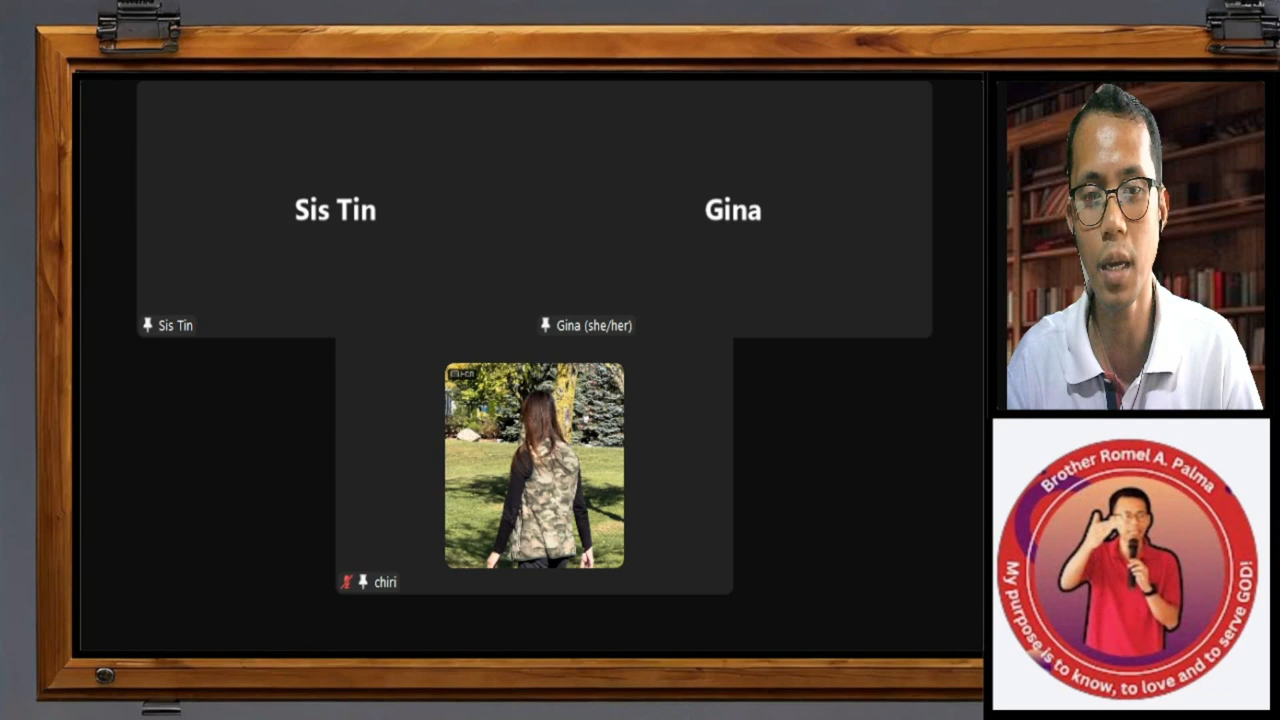 Sis Tin
Gina
Sis Tin
Gina (she/her)
chiri
Brother Romel A. Palma
My purpose is to know, to love and to serve GOD!